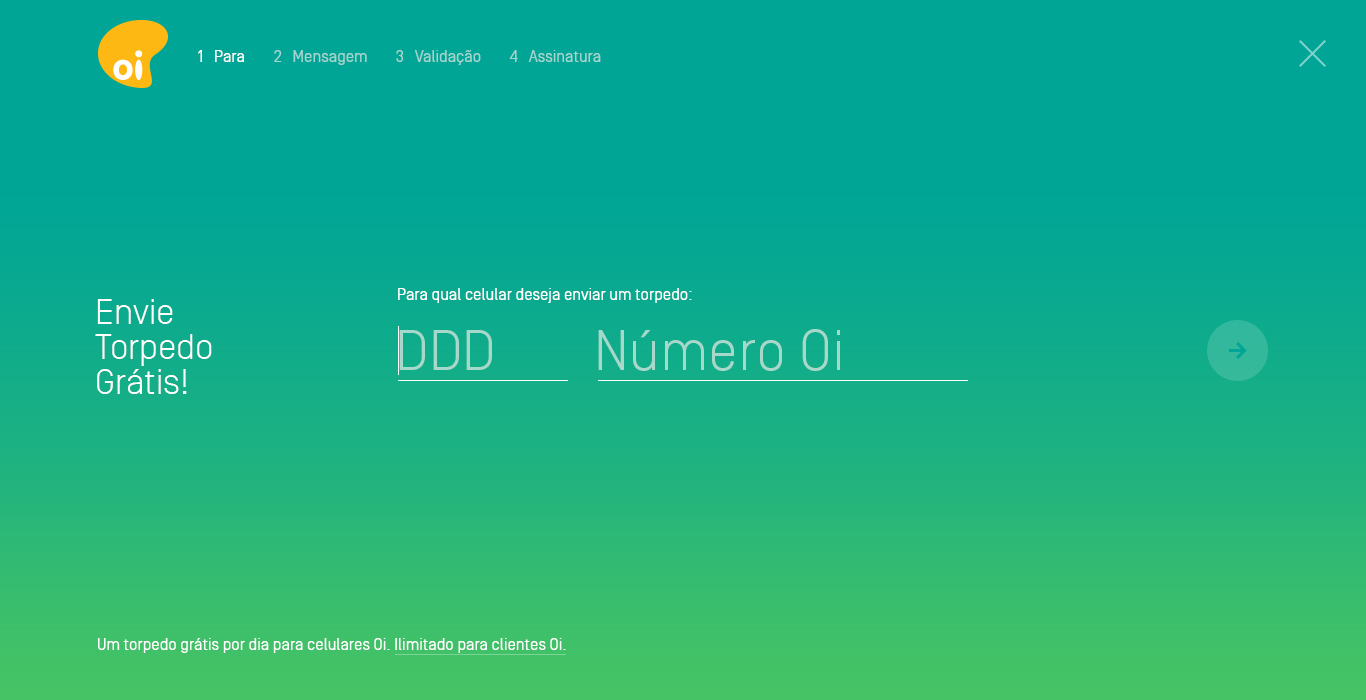 oi
1 Para 2 Mensagem 3 Validação 4 Assinatura
Envie
Torpedo
Grátis!
Para qual celular deseja enviar um torpedo:
DDD Número Oi
Um torpedo grátis por dia para celulares Oi. Ilimitado para clientes Oi.